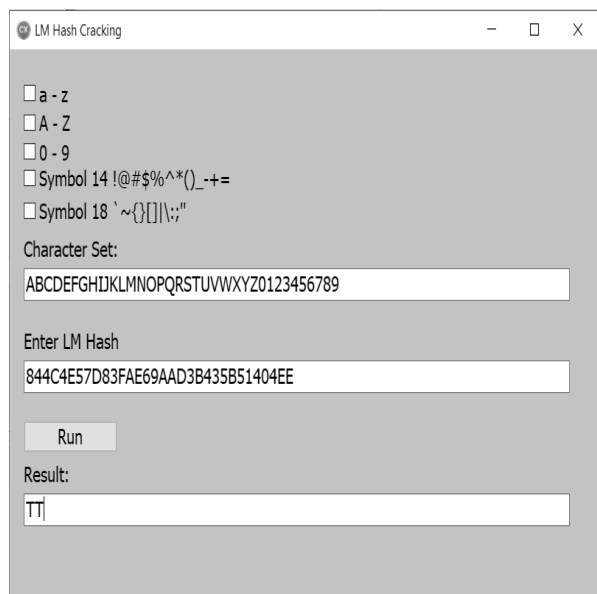 CX LM Hash Cracking
a - z
A - Z
0 - 9
Symbol 14 !@#$%^*()_-+=
Symbol 18 `~{}[]|\:;"
Character Set:
ABCDEFGHIJKLMNOPQRSTUVWXYZ0123456789
Enter LM Hash
844C4E57D83FAE69AAD3B435B51404EE
Run
Result:
TT